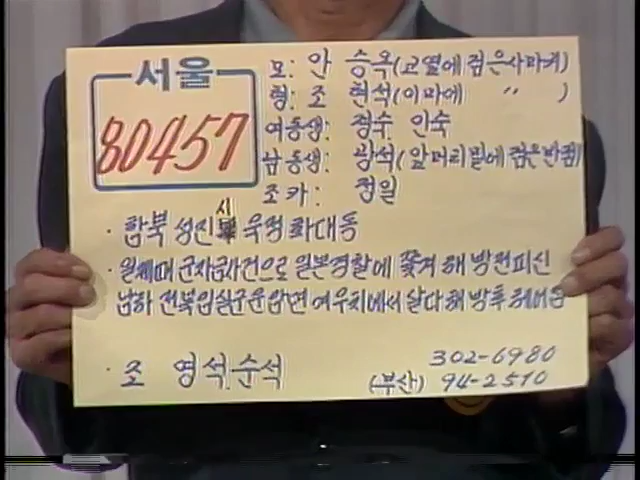 서울
80457
모: 안 승옥(고열에 검은사마귀)
형: 조 현석(이마에 〃 )
여동생: 정수 인숙
남동생: 광석(앞머리밑에 검은반점)
조카: 정일
시
· 함북 성진 욱정 화대동
· 일제때 군자금사건으로 일본경찰에 쫓겨 해방전피신
남하 전북임실군운암면 여우치에서 살다 해방후 헤어짐
· 조 영석.순석
302-6980
(부산) 94-2510